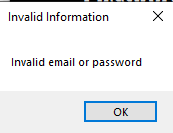 Invalid Information
Invalid email or password
OK